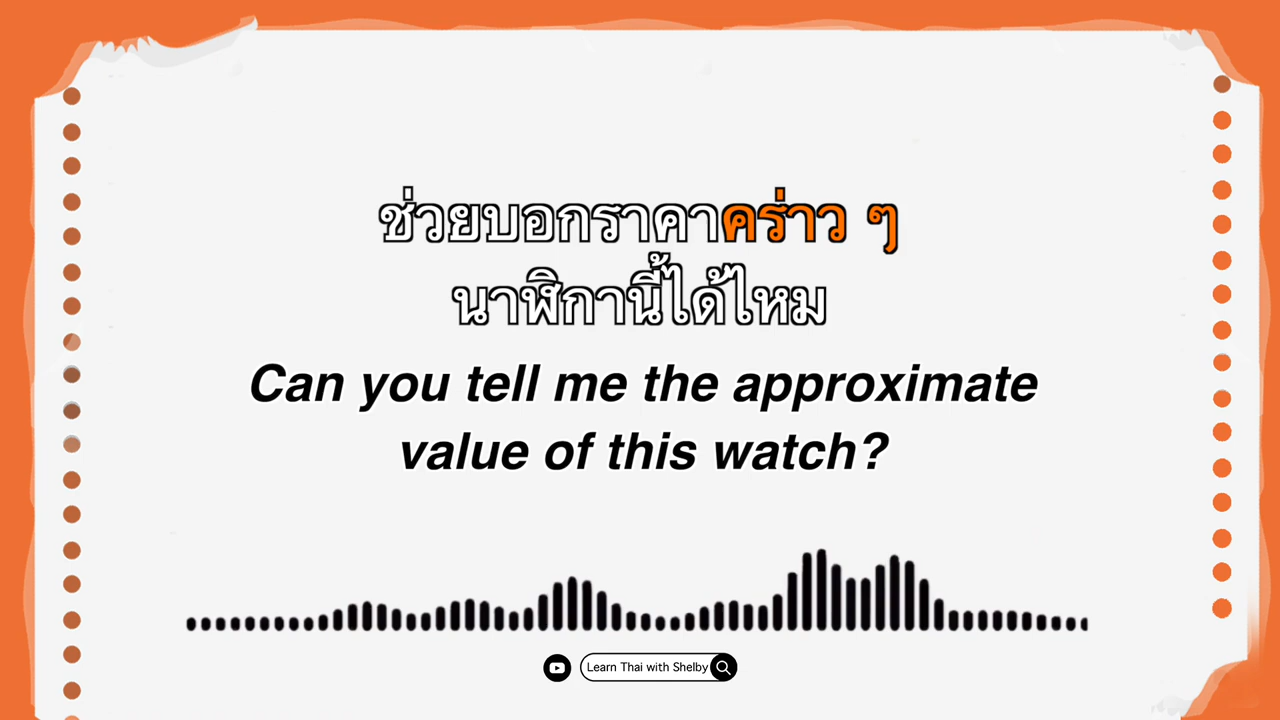 ช่วยบอกราคาคร่าว ๆ
นาฬิกานี้ได้ไหม
Can you tell me the approximate
value of this watch?
Learn Thai with Shelby